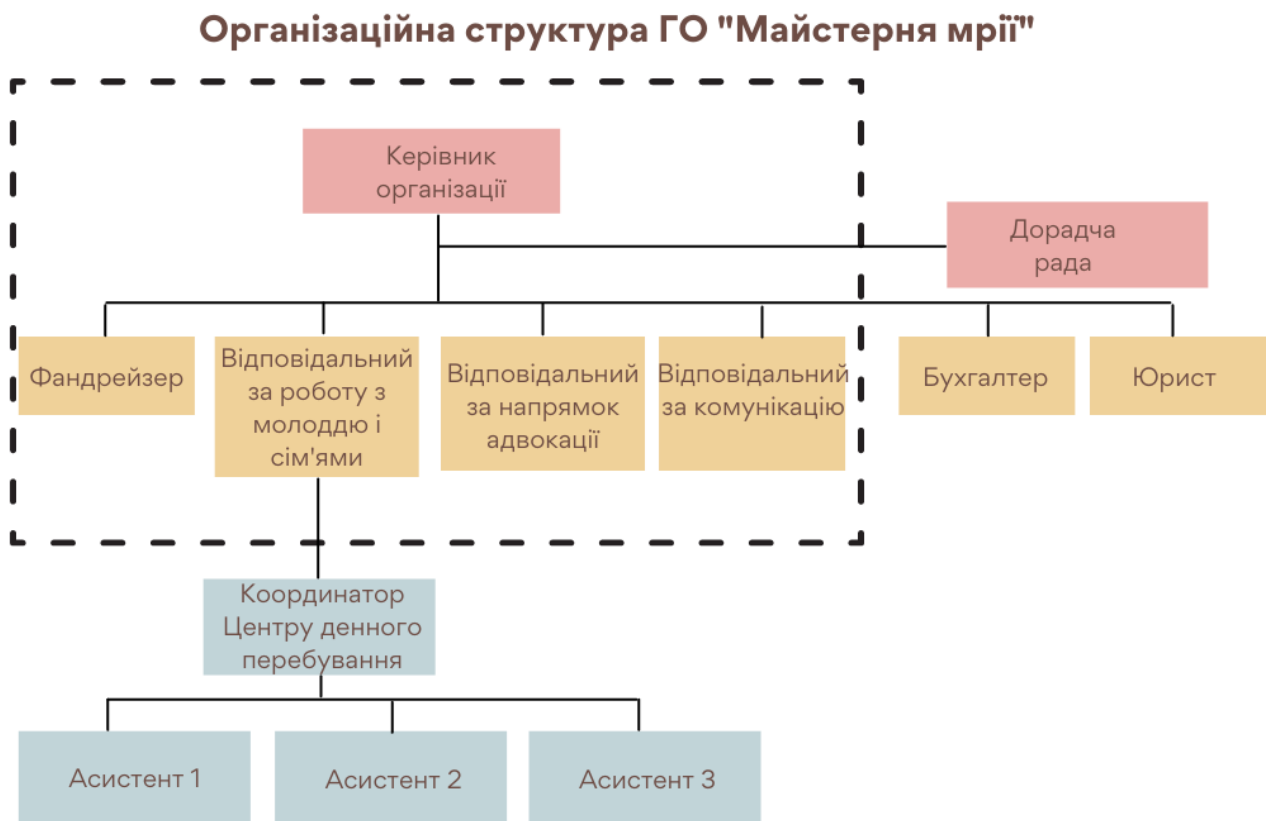 Організаційна структура ГО "Майстерня мрії"
Керівник
організації
Дорадча
рада
Фандрейзер
Відповідальний
за роботу з
молоддю і
сім'ями
Відповідальний
за напрямок
адвокації
Відповідальний
за комунікацію
Бухгалтер
Юрист
Координатор
Центру денного
перебування
Асистент 1
Асистент 2
Асистент 3